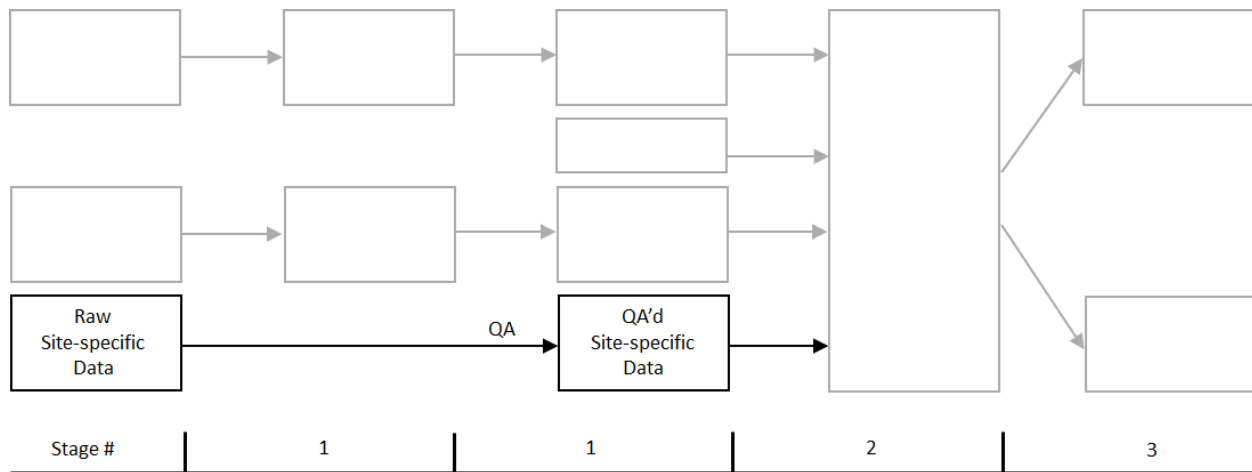 Raw
Site-specific
Data
QA
QA’d
Site-specific
Data
Stage #
1
1
2
3